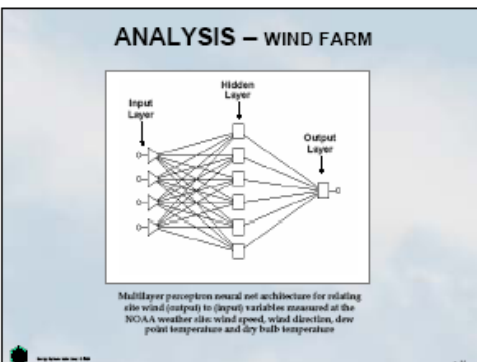 ANALYSIS – WIND FARM
Hidden
Layer
Input
Layer
Output
Layer
Multilayer perceptron neural net architecture for relating
site wind (output) to (input) variables measured at the
NOAA weather site: wind speed, wind direction, dew
point temperature and dry bulb temperature